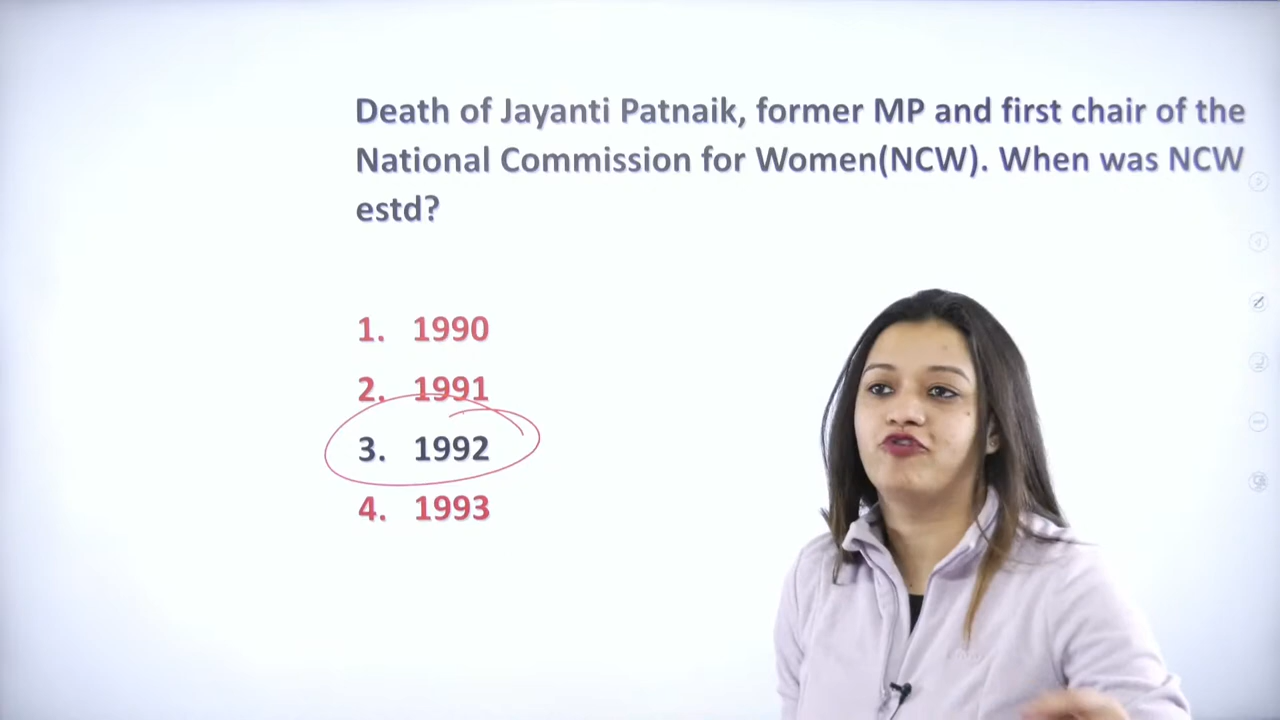 Death of Jayanti Patnaik, former MP and first chair of the
National Commission for Women(NCW). When was NCW
estd?
1. 1990
2. 1991
3. 1992
4. 1993